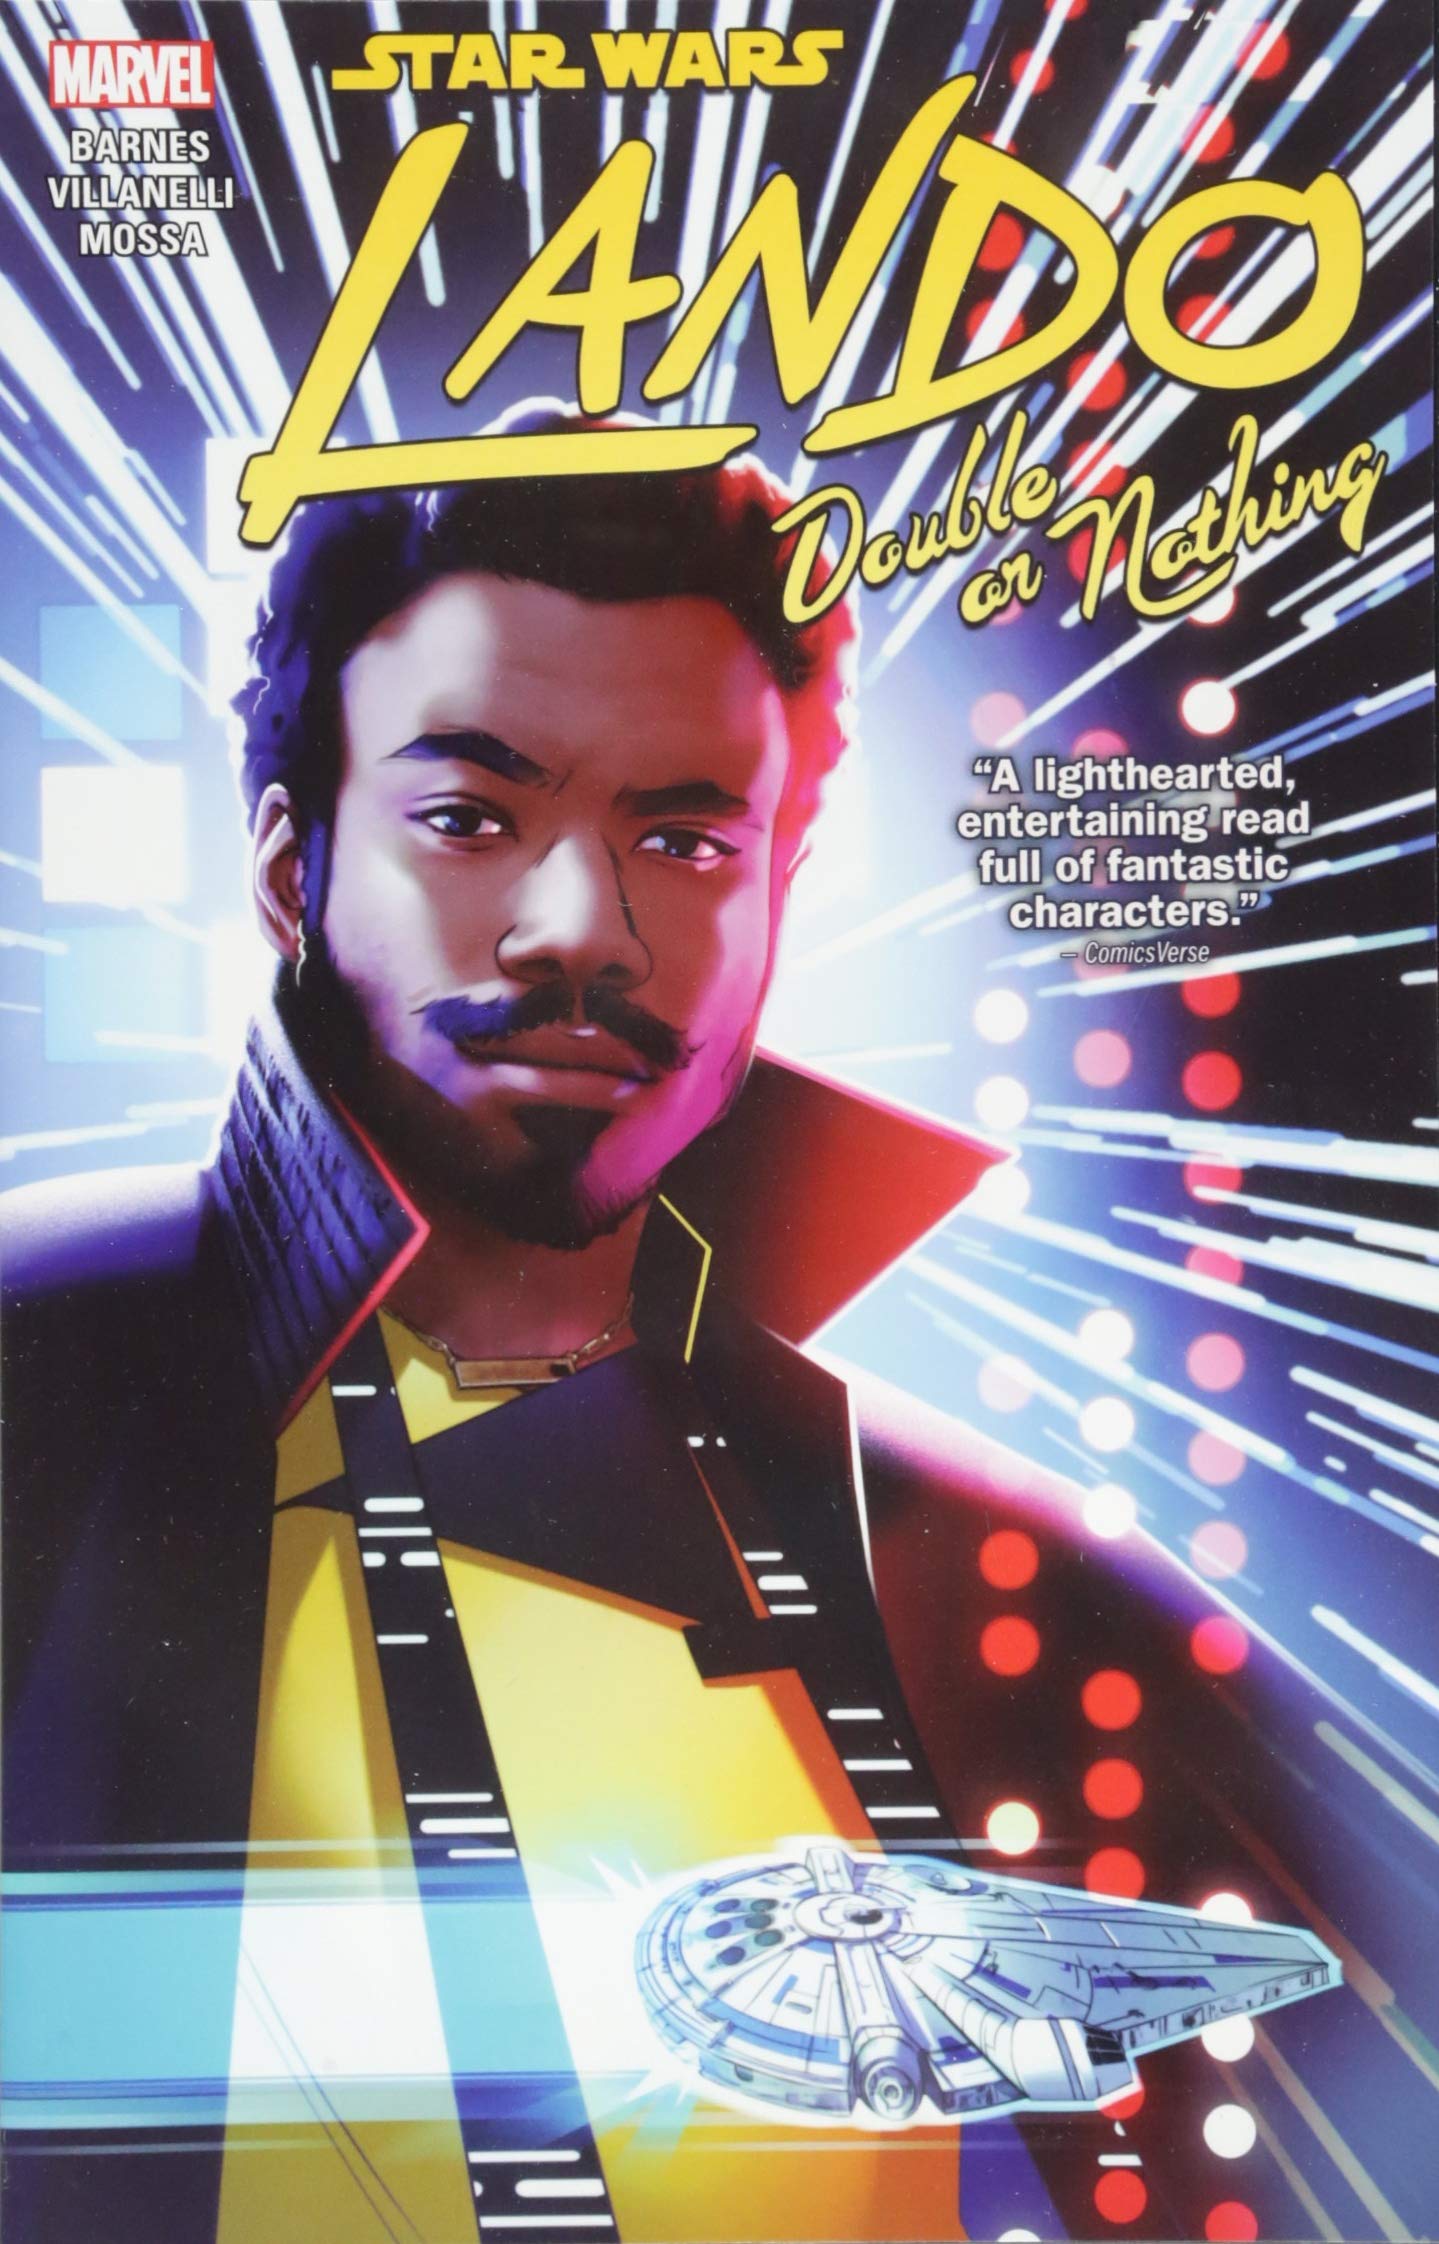 MARVEL
BARNES
VILLANELLI
MOSSA
STAR WARS
LANDO
Double
or Nothing
“A lighthearted,
entertaining read
full of fantastic
characters.”
– ComicsVerse